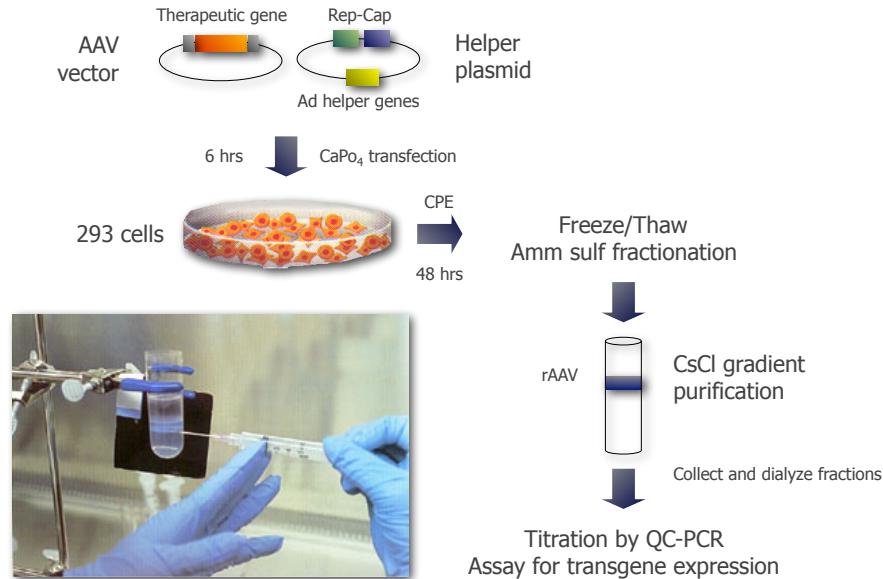 Therapeutic gene
Rep-Cap
AAV
vector
Helper
plasmid
Ad helper genes
6 hrs
CaPo₄ transfection
293 cells
CPE
48 hrs
Freeze/Thaw
Amm sulf fractionation
rAAV
CsCl gradient
purification
Collect and dialyze fractions
Titration by QC-PCR
Assay for transgene expression